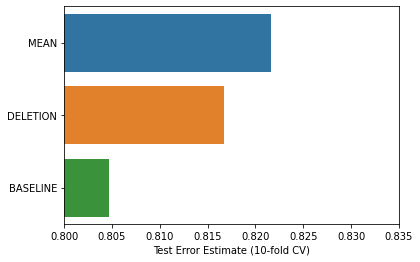 MEAN
DELETION
BASELINE
0.800 0.805 0.810 0.815 0.820 0.825 0.830 0.835
Test Error Estimate (10-fold CV)